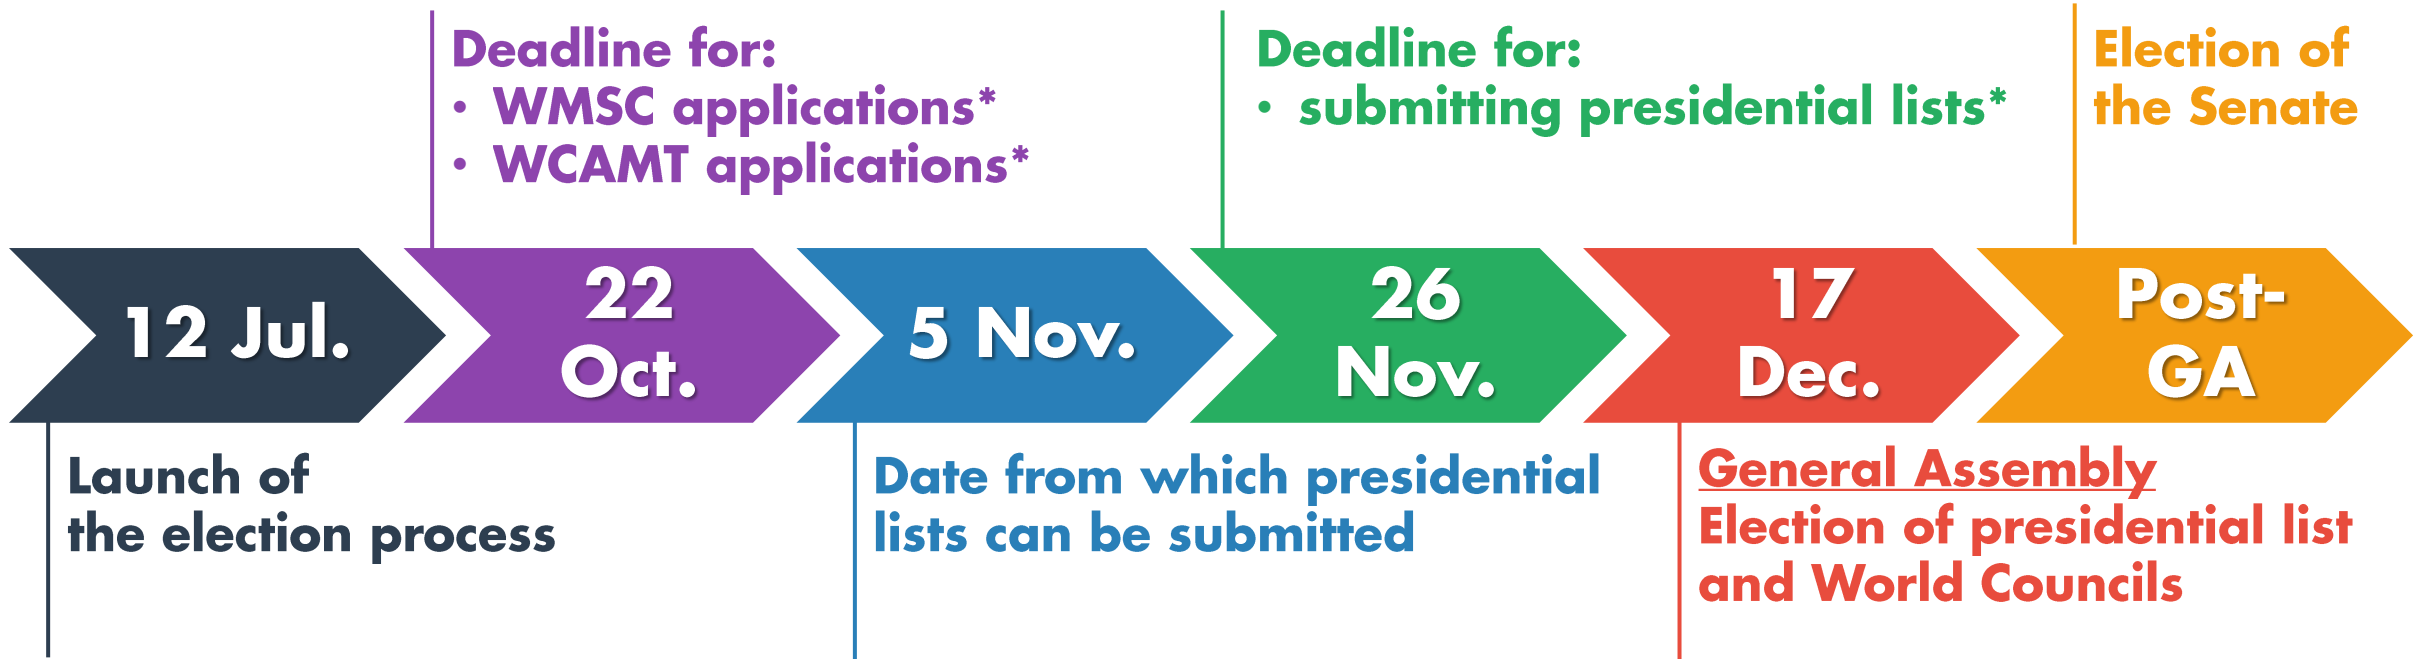 Deadline for:
• WMSC applications*
• WCAMT applications*
Deadline for:
• submitting presidential lists*
Election of
the Senate
12 Jul.
22
Oct.
5 Nov.
26
Nov.
17
Dec.
Post-
GA
Launch of
the election process
Date from which presidential
lists can be submitted
General Assembly
Election of presidential list
and World Councils